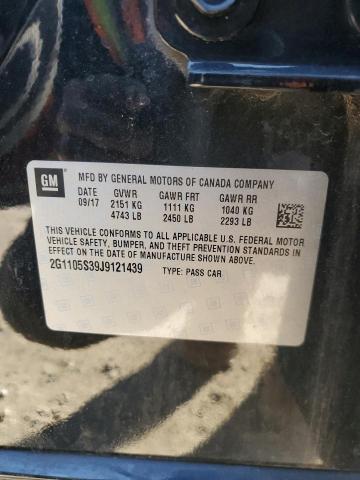 GM
MFD BY GENERAL MOTORS OF CANADA COMPANY
DATE GVWR GAWR FRT GAWR RR
09/17 2151 KG 1111 KG 1040 KG
4743 LB 2450 LB 2293 LB
THIS VEHICLE CONFORMS TO ALL APPLICABLE U.S. FEDERAL MOTOR
VEHICLE SAFETY, BUMPER, AND THEFT PREVENTION STANDARDS IN
EFFECT ON THE DATE OF MANUFACTURE SHOWN ABOVE.
2G1105S39J9121439 TYPE: PASS CAR